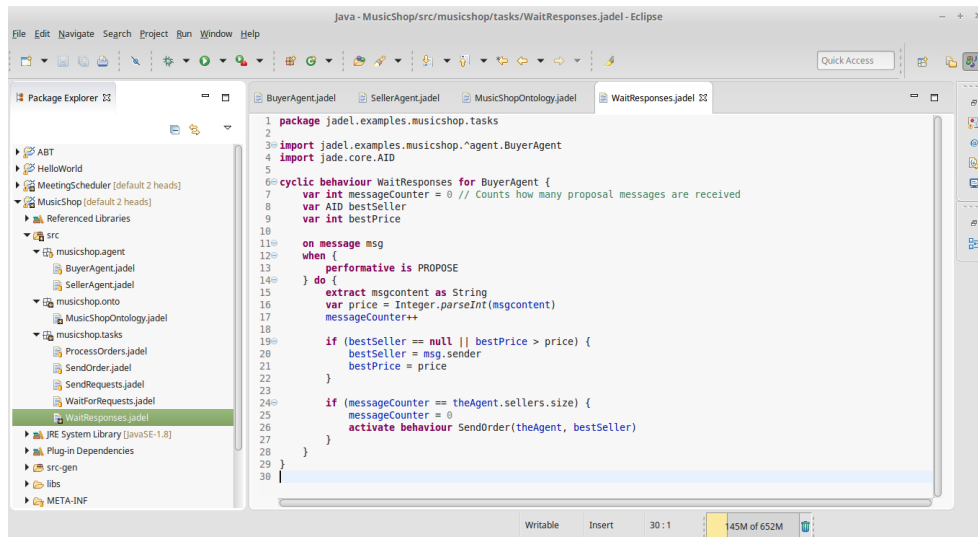 Java - MusicShop/src/musicshop/tasks/WaitResponses.jadel - Eclipse
File Edit Navigate Search Project Run Window Help
Quick Access
Package Explorer
BuyerAgent.jadel SellerAgent.jadel MusicShopOntology.jadel WaitResponses.jadel
ABT
HelloWorld
MeetingScheduler [default 2 heads]
MusicShop [default 2 heads]
Referenced Libraries
src
musicshop.agent
BuyerAgent.jadel
SellerAgent.jadel
musicshop.onto
MusicShopOntology.jadel
musicshop.tasks
ProcessOrders.jadel
SendOrder.jadel
SendRequests.jadel
WaitForRequests.jadel
WaitResponses.jadel
JRE System Library [JavaSE-1.8]
Plug-in Dependencies
src-gen
libs
META-INF
1 package jadel.examples.musicshop.tasks
2
3 import jadel.examples.musicshop.^agent.BuyerAgent
4 import jade.core.AID
5
6 cyclic behaviour WaitResponses for BuyerAgent {
7 var int messageCounter = 0 // Counts how many proposal messages are received
8 var AID bestSeller
9 var int bestPrice
10
11 on message msg
12 when {
13 performative is PROPOSE
14 } do {
15 extract msgcontent as String
16 var price = Integer.parseInt(msgcontent)
17 messageCounter++
18
19 if (bestSeller == null || bestPrice > price) {
20 bestSeller = msg.sender
21 bestPrice = price
22 }
23
24 if (messageCounter == theAgent.sellers.size) {
25 messageCounter = 0
26 activate behaviour SendOrder(theAgent, bestSeller)
27 }
28 }
29 }
30
Writable Insert 30 : 1 145M of 652M